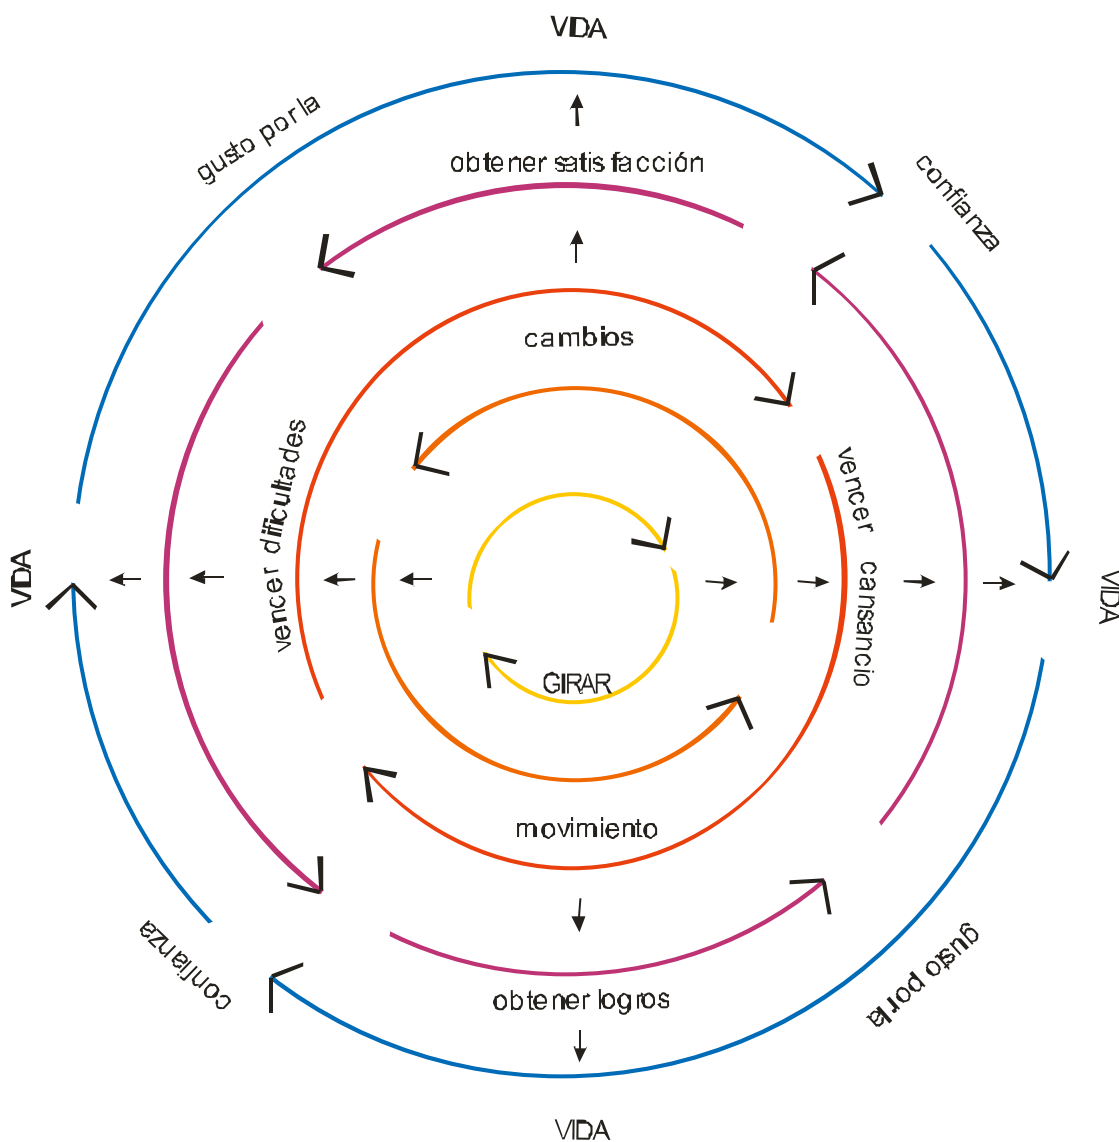 VIDA
gusto por la
obtener satisfacción
confianza
cambios
vencer dificultades
vencer cansancio
VIDA
VIDA
GIRAR
movimiento
confianza
gusto por la
obtener logros
VIDA